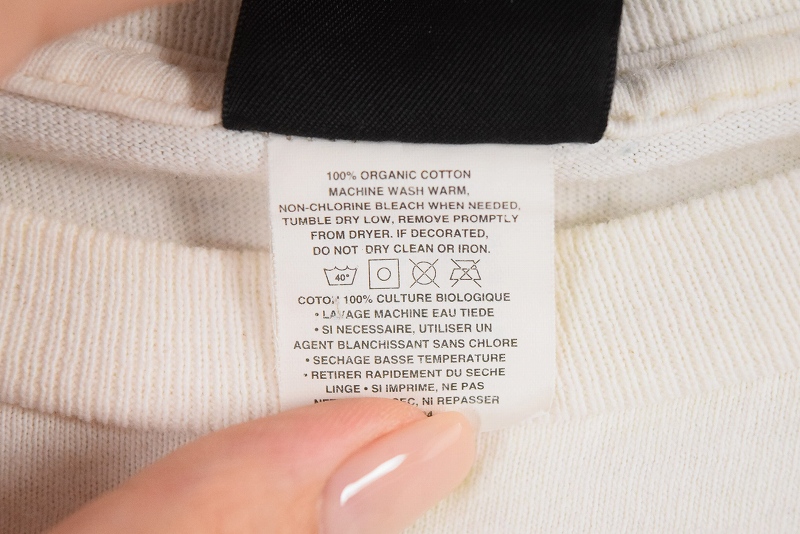 100% ORGANIC COTTON
MACHINE WASH WARM,
NON-CHLORINE BLEACH WHEN NEEDED,
TUMBLE DRY LOW, REMOVE PROMPTLY
FROM DRYER. IF DECORATED,
DO NOT DRY CLEAN OR IRON.
40°
COTON 100% CULTURE BIOLOGIQUE
• LAVAGE MACHINE EAU TIEDE
• SI NECESSAIRE, UTILISER UN
AGENT BLANCHISSANT SANS CHLORE
• SECHAGE BASSE TEMPERATURE
• RETIRER RAPIDEMENT DU SECHE
LINGE • SI IMPRIME, NE PAS
SEC, NI REPASSER